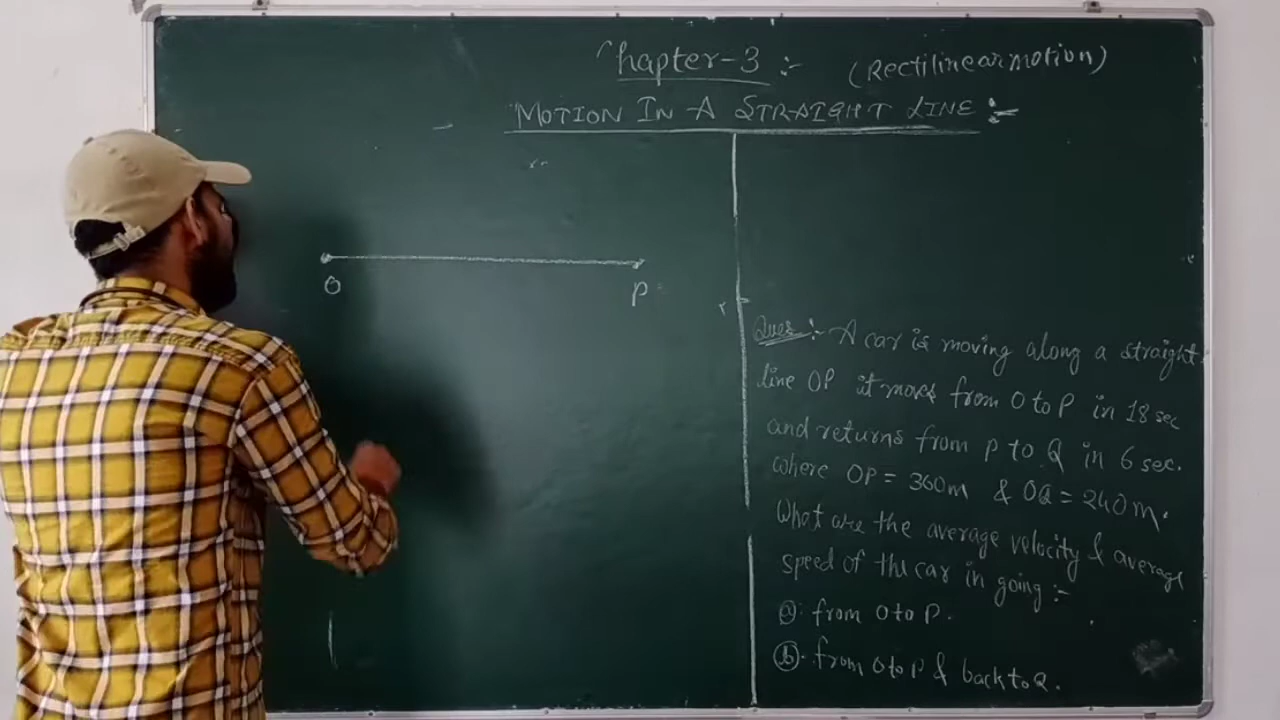 Chapter-3 :- (Rectilinear motion)
MOTION IN A STRAIGHT LINE :-
O P
Ques :- A car is moving along a straight
line OP it moves from O to P in 18 sec
and returns from P to Q in 6 sec.
where OP = 360m & OQ = 240m.
What are the average velocity & average
speed of the car in going :-
(a). from O to P.
(b). from O to P & back to Q.